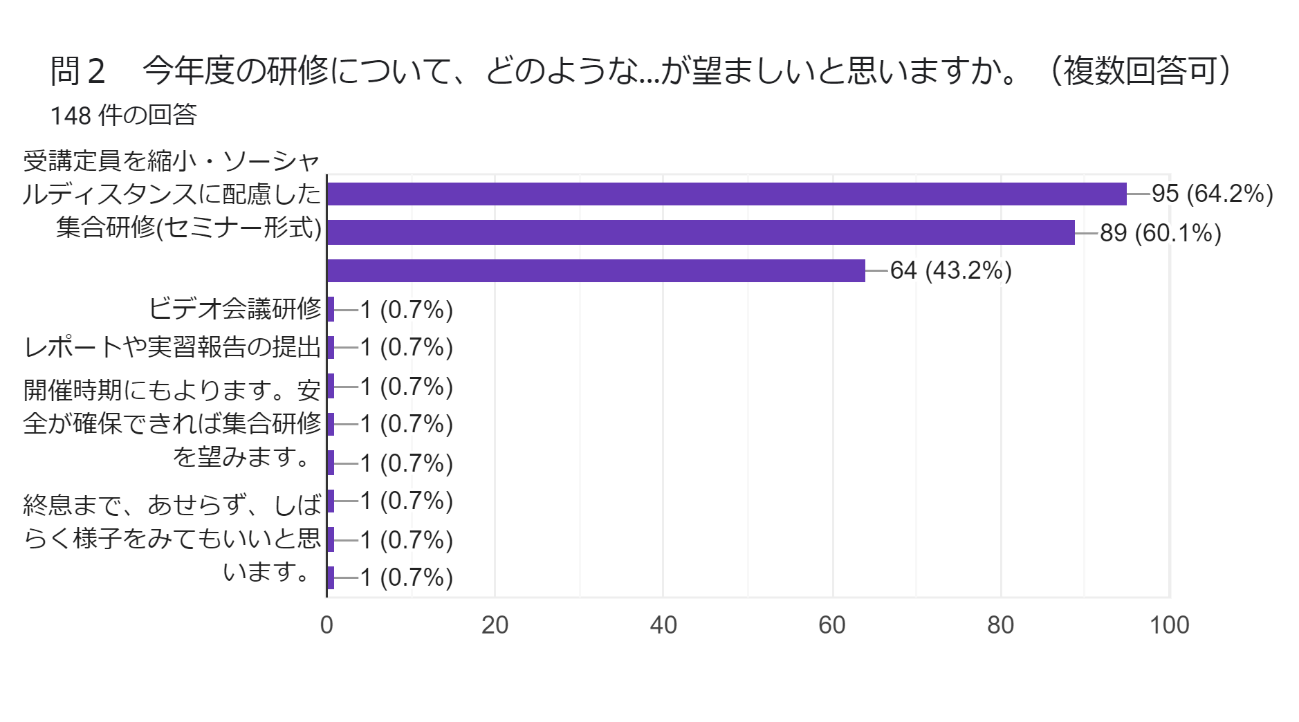 問２　今年度の研修について、どのような...が望ましいと思いますか。（複数回答可）
148 件の回答
受講定員を縮小・ソーシャ
ルディスタンスに配慮した
集合研修(セミナー形式)
95 (64.2%)
89 (60.1%)
64 (43.2%)
ビデオ会議研修
1 (0.7%)
レポートや実習報告の提出
1 (0.7%)
開催時期にもよります。安
全が確保できれば集合研修
を望みます。
1 (0.7%)
1 (0.7%)
1 (0.7%)
終息まで、あせらず、しば
らく様子をみてもいいと思
います。
1 (0.7%)
1 (0.7%)
1 (0.7%)
0 20 40 60 80 100